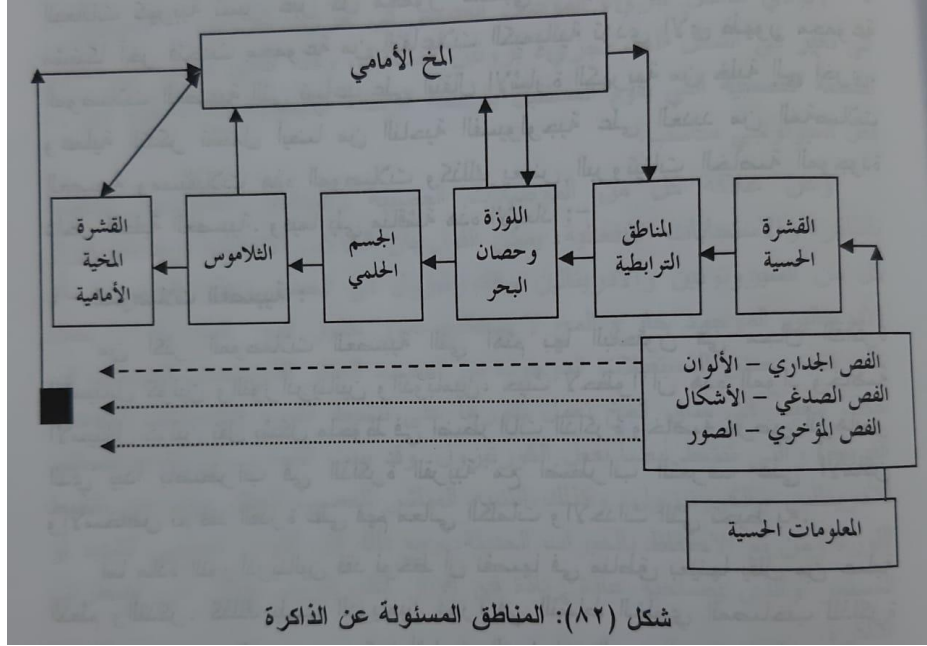 المخ الأمامي
القشرة
الحسية
المناطق
الترابطية
اللوزة
وحصان
البحر
الجسم
الحلمي
الثلاموس
القشرة
المخية
الأمامية
الفص الجداري – الألوان
الفص الصدغي – الأشكال
الفص المؤخري – الصور
المعلومات الحسية
شكل (٨٢): المناطق المسئولة عن الذاكرة